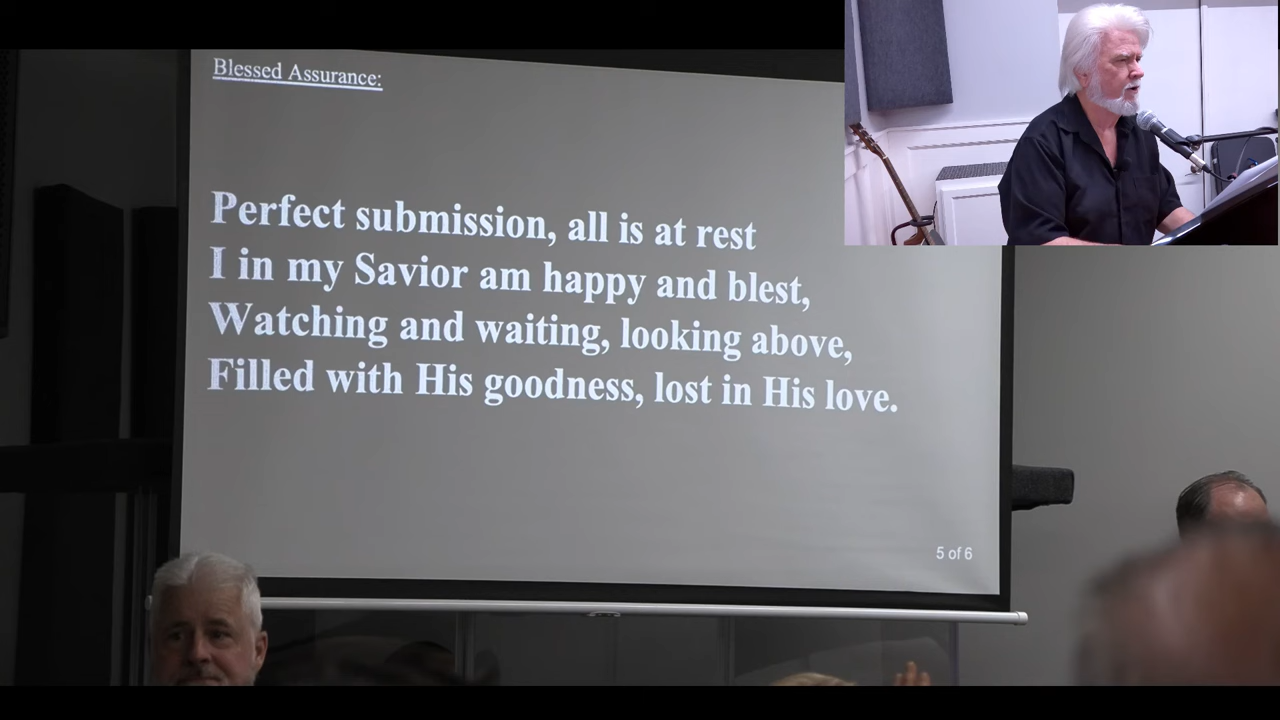 Blessed Assurance:
Perfect submission, all is at rest
I in my Savior am happy and blest,
Watching and waiting, looking above,
Filled with His goodness, lost in His love.
5 of 6